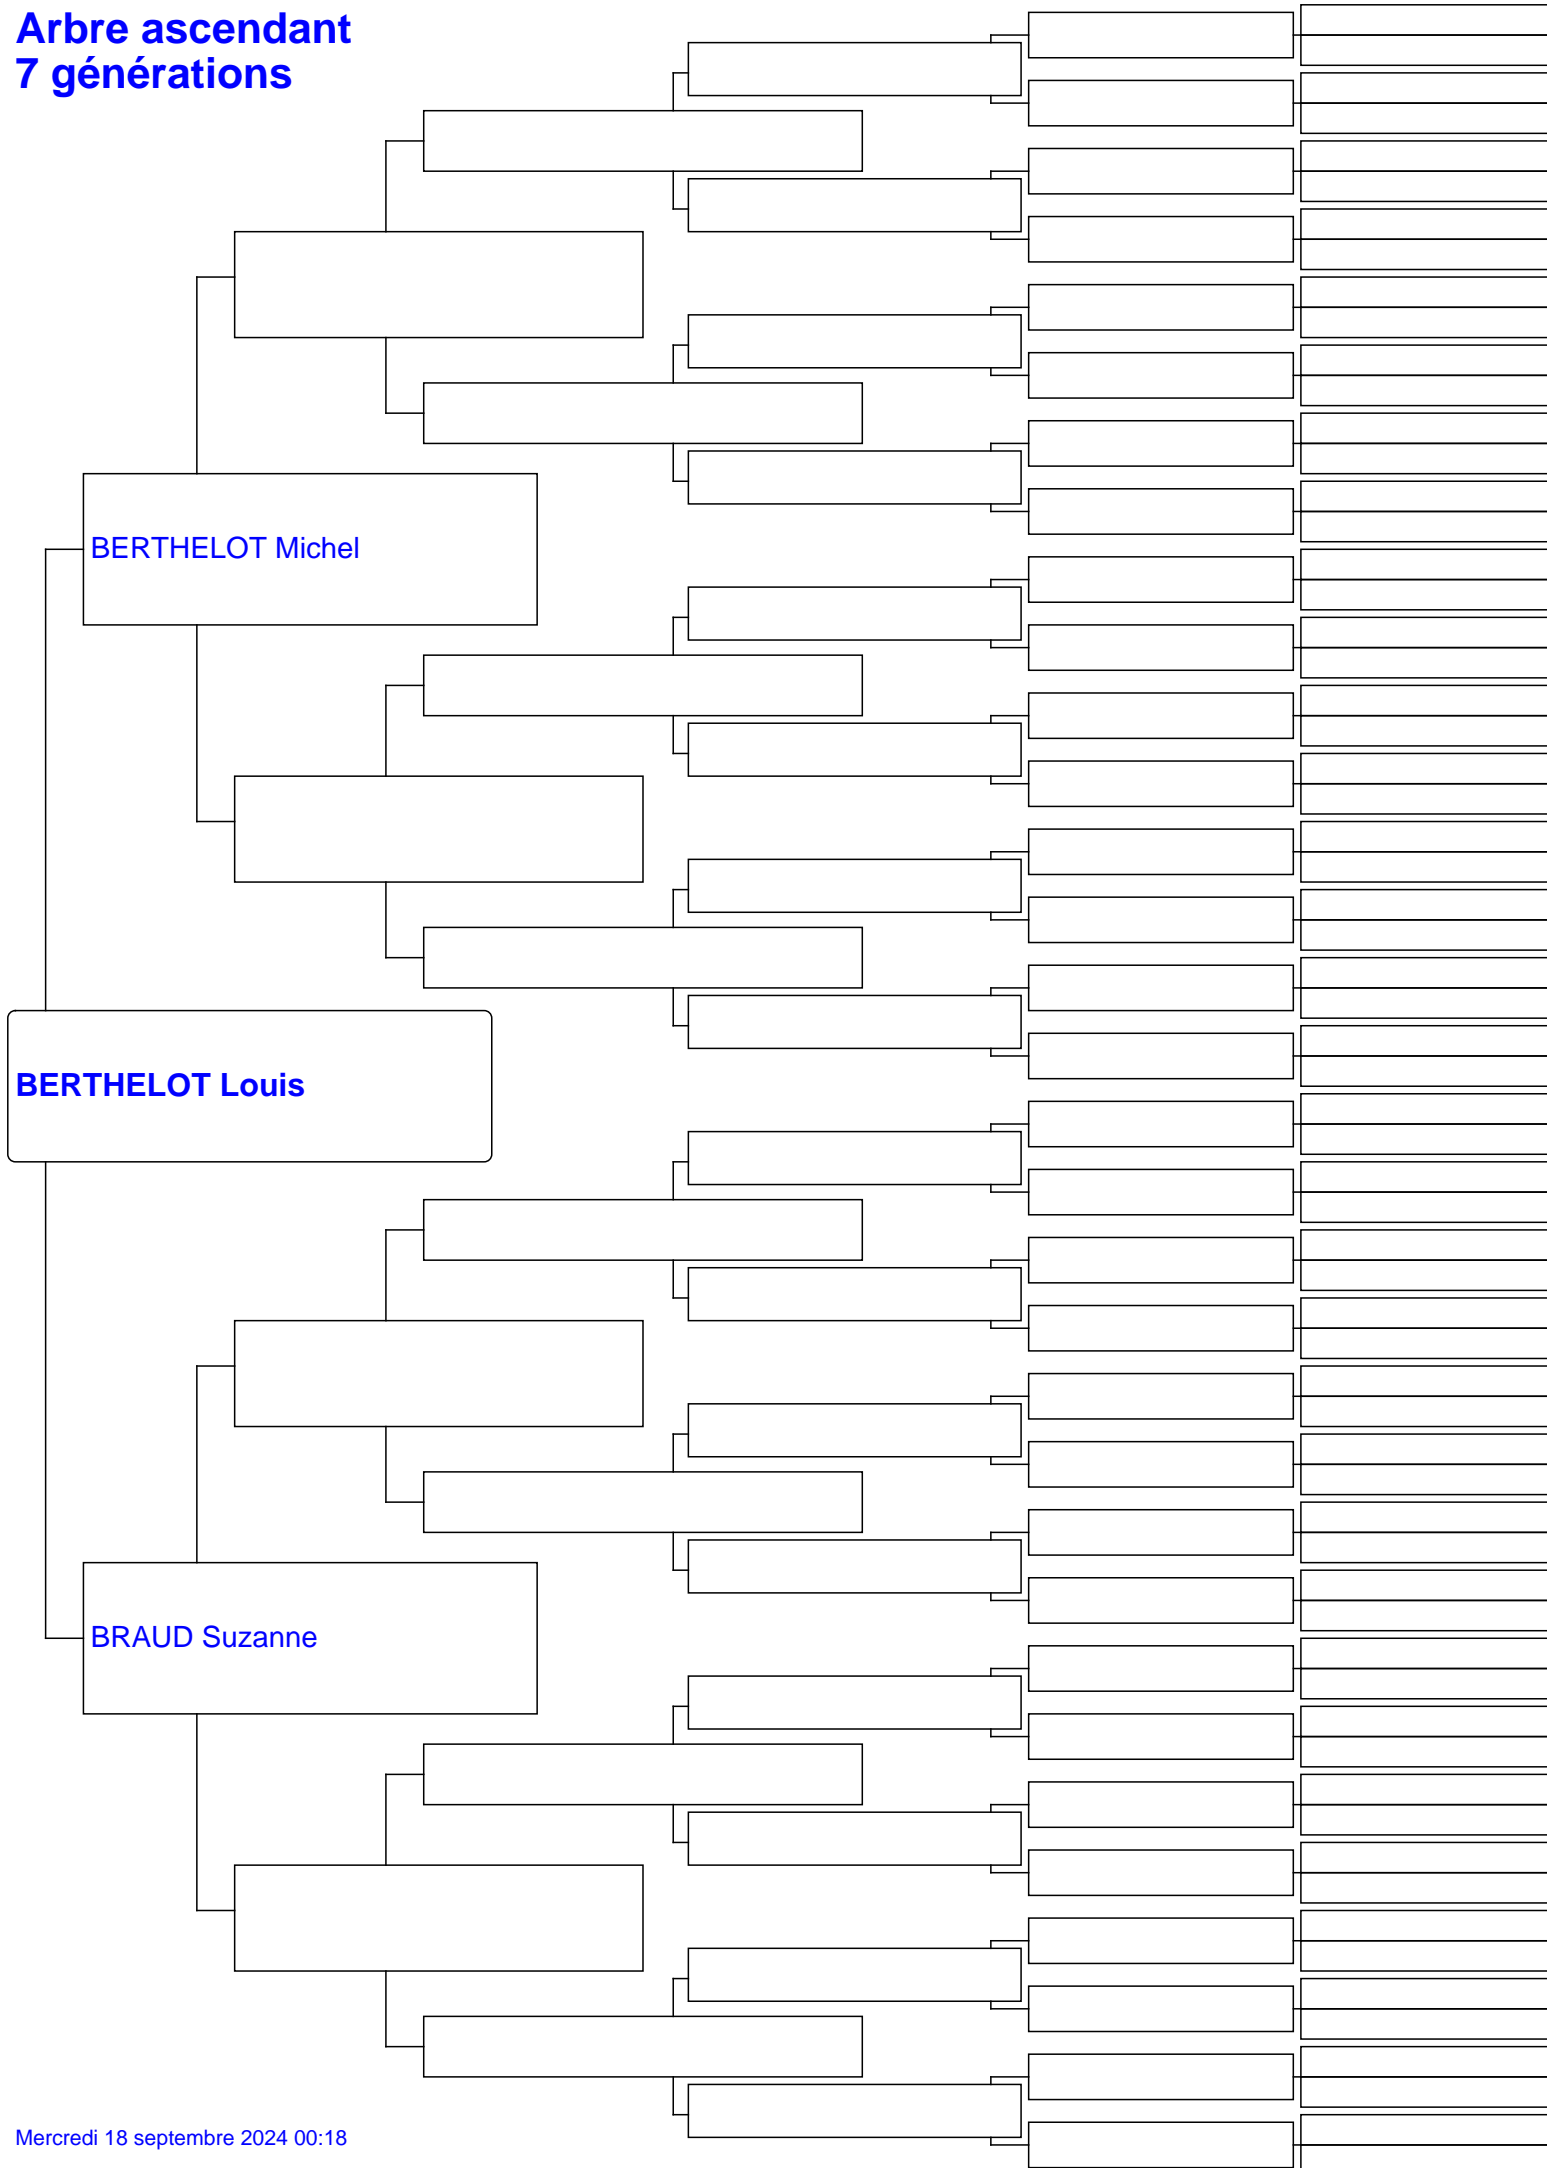 Arbre ascendant
7 générations
BERTHELOT Michel
BERTHELOT Louis
BRAUD Suzanne
Mercredi 18 septembre 2024 00:18